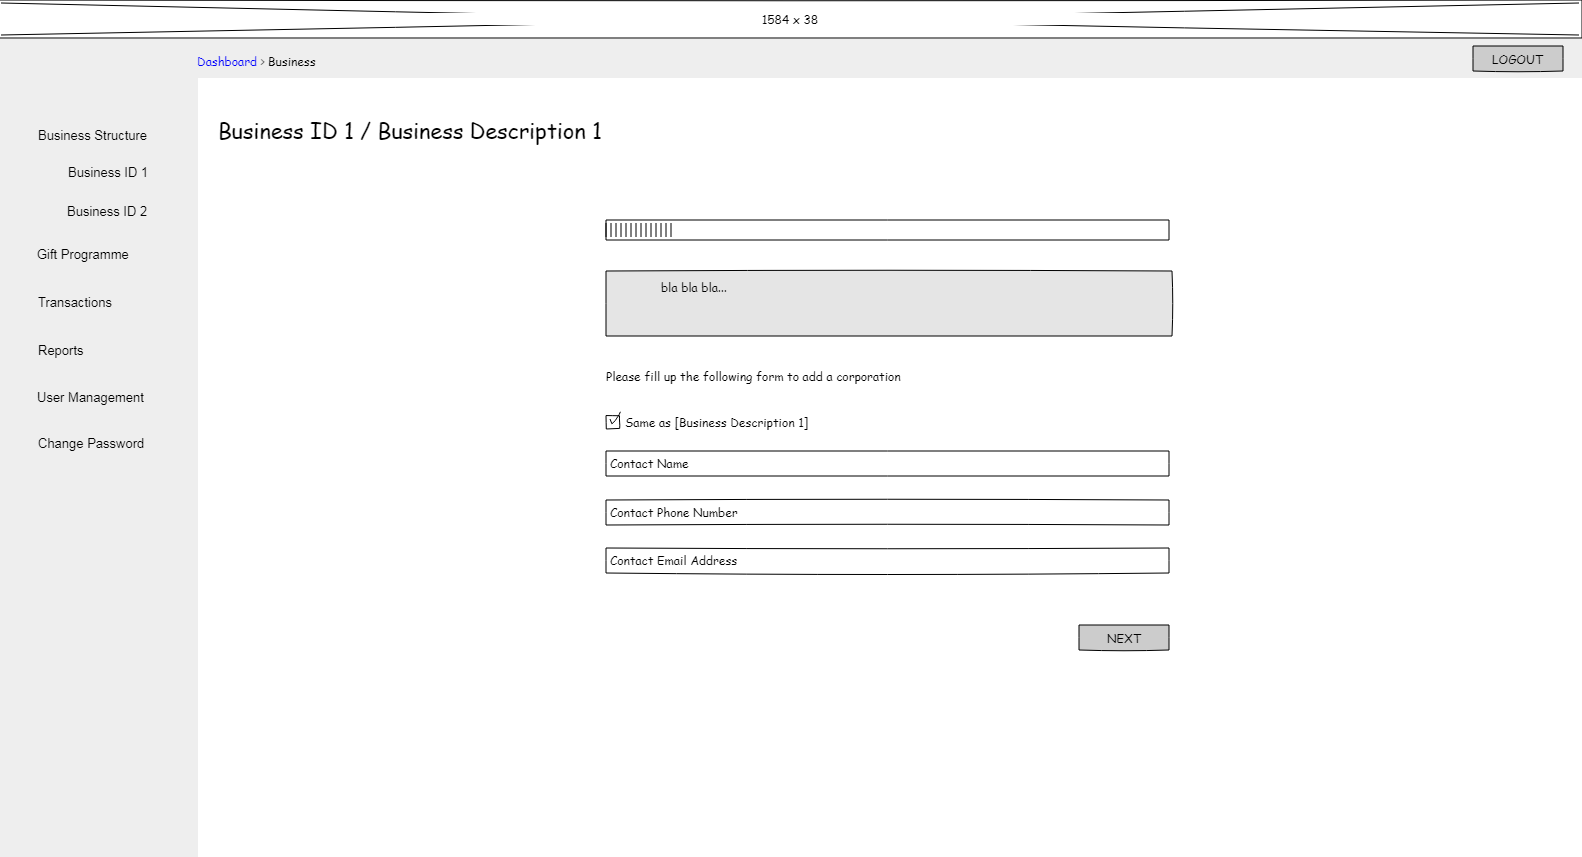 1584 x 38
Dashboard > Business
LOGOUT
Business Structure
Business ID 1
Business ID 2
Gift Programme
Transactions
Reports
User Management
Change Password
Business ID 1 / Business Description 1
bla bla bla...
Please fill up the following form to add a corporation
Same as [Business Description 1]
Contact Name
Contact Phone Number
Contact Email Address
NEXT